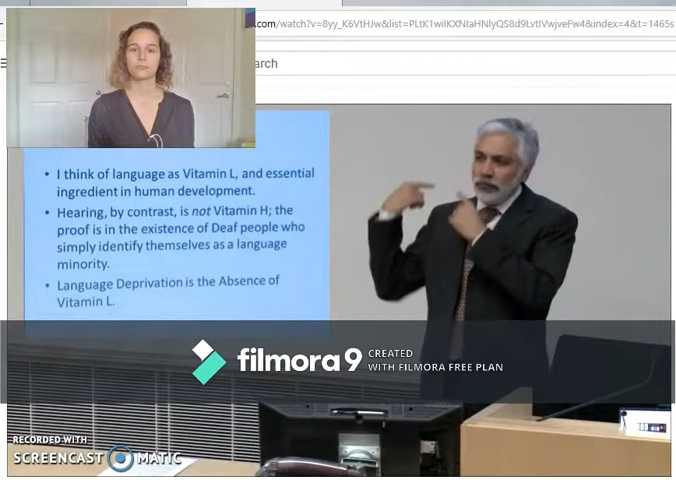 .com/watch?v=8yy_K6VtHJw&list=PLtK1wiIKXNIaHNlyQS8d9LvtIVwjveFw4&index=4&t=1465s
arch
• I think of language as Vitamin L, and essential
ingredient in human development.
• Hearing, by contrast, is not Vitamin H; the
proof is in the existence of Deaf people who
simply identify themselves as a language
minority.
• Language Deprivation is the Absence of
Vitamin L.
filmora9 CREATED
WITH FILMORA FREE PLAN
RECORDED WITH
SCREENCAST MATIC